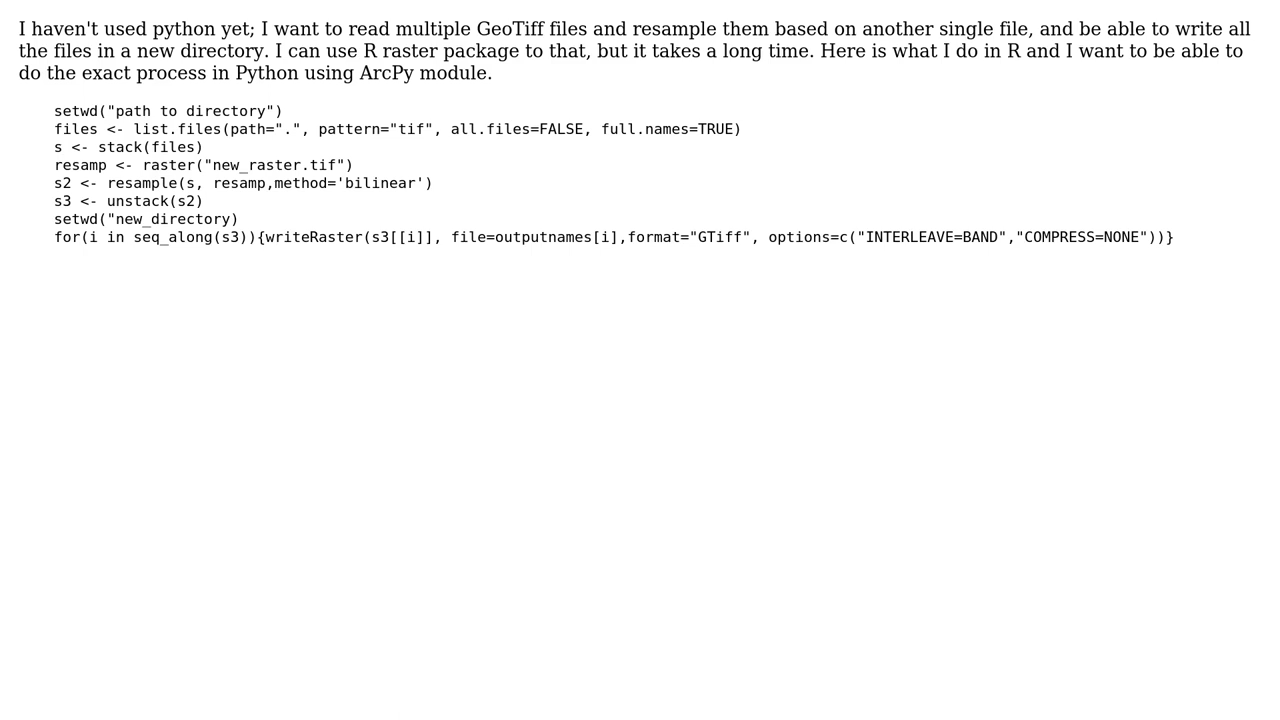 I haven't used python yet; I want to read multiple GeoTiff files and resample them based on another single file, and be able to write all
the files in a new directory. I can use R raster package to that, but it takes a long time. Here is what I do in R and I want to be able to
do the exact process in Python using ArcPy module.
setwd("path to directory")
files <- list.files(path=".", pattern="tif", all.files=FALSE, full.names=TRUE)
s <- stack(files)
resamp <- raster("new_raster.tif")
s2 <- resample(s, resamp,method='bilinear')
s3 <- unstack(s2)
setwd("new_directory)
for(i in seq_along(s3)){writeRaster(s3[[i]], file=outputnames[i],format="GTiff", options=c("INTERLEAVE=BAND","COMPRESS=NONE"))}